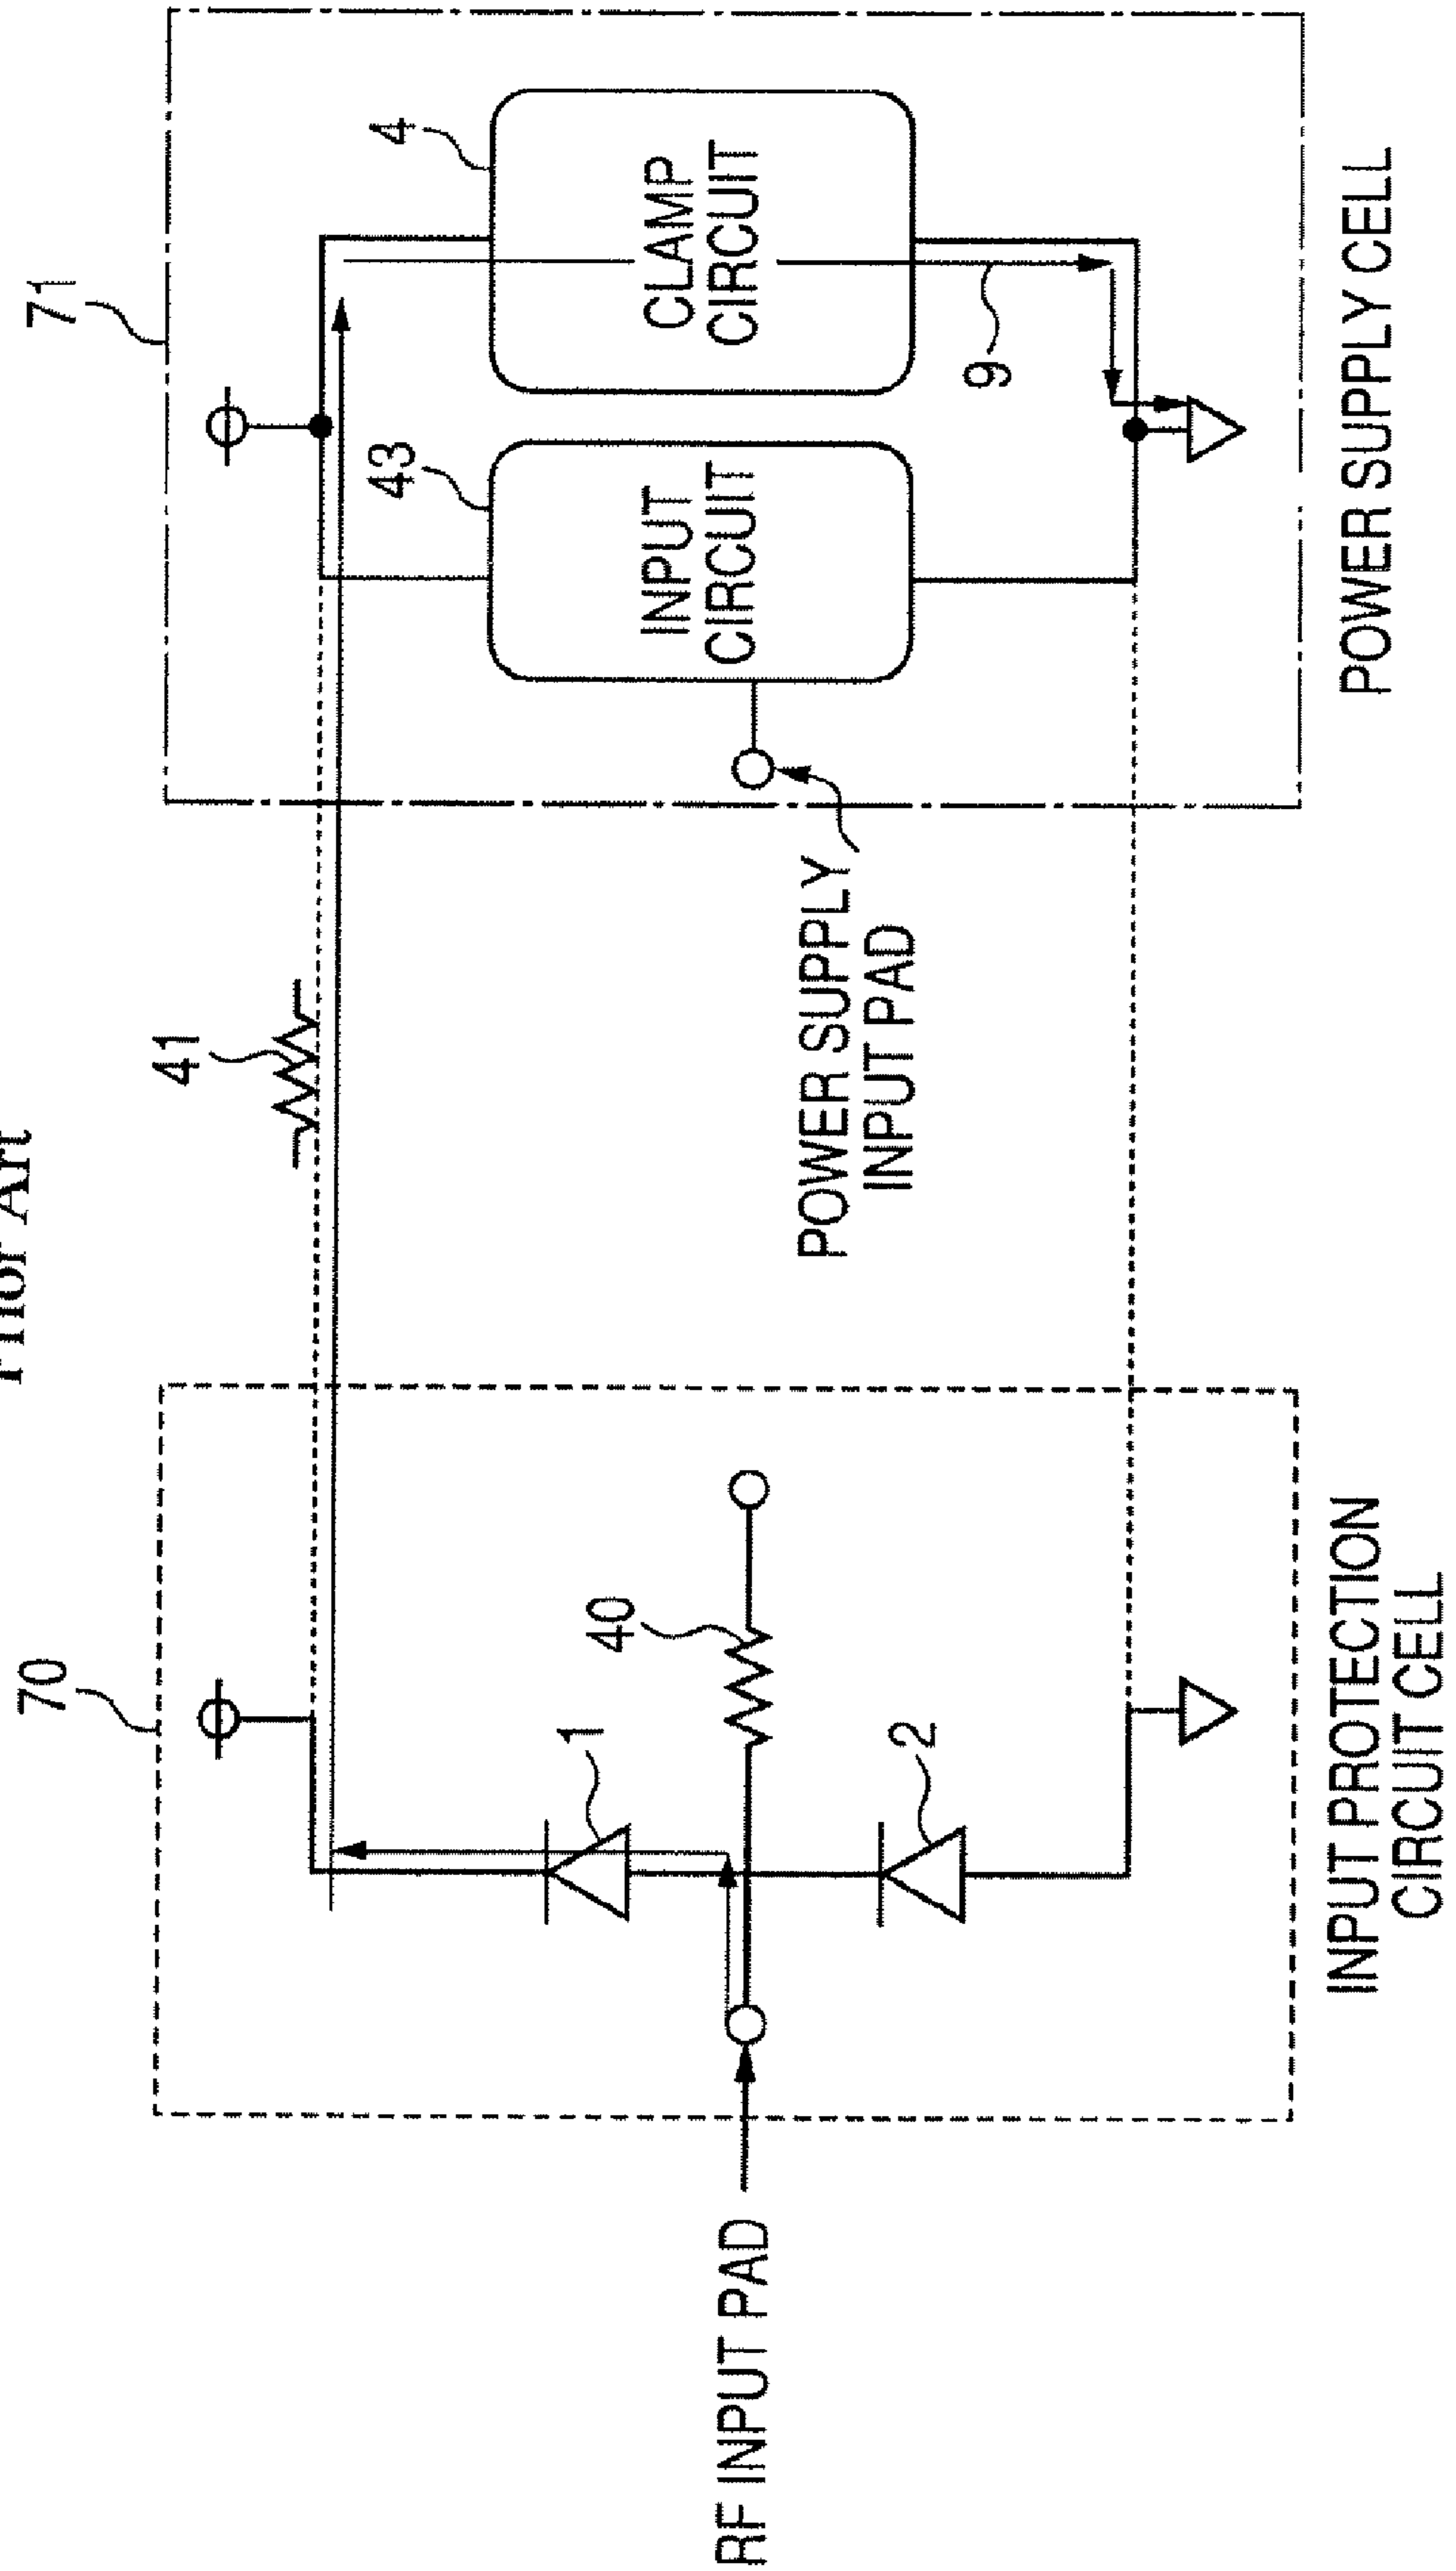 Prior Art
70
71
41
4
43
1
40
2
9
CLAMP
CIRCUIT
INPUT
CIRCUIT
RF INPUT PAD
POWER SUPPLY
INPUT PAD
INPUT PROTECTION
CIRCUIT CELL
POWER SUPPLY CELL